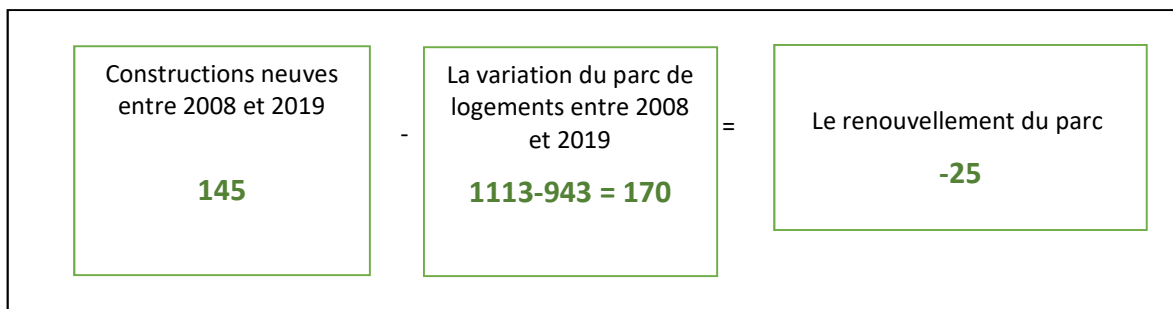 Constructions neuves
entre 2008 et 2019
145
-
La variation du parc de
logements entre 2008
et 2019
1113-943 = 170
=
Le renouvellement du parc
-25